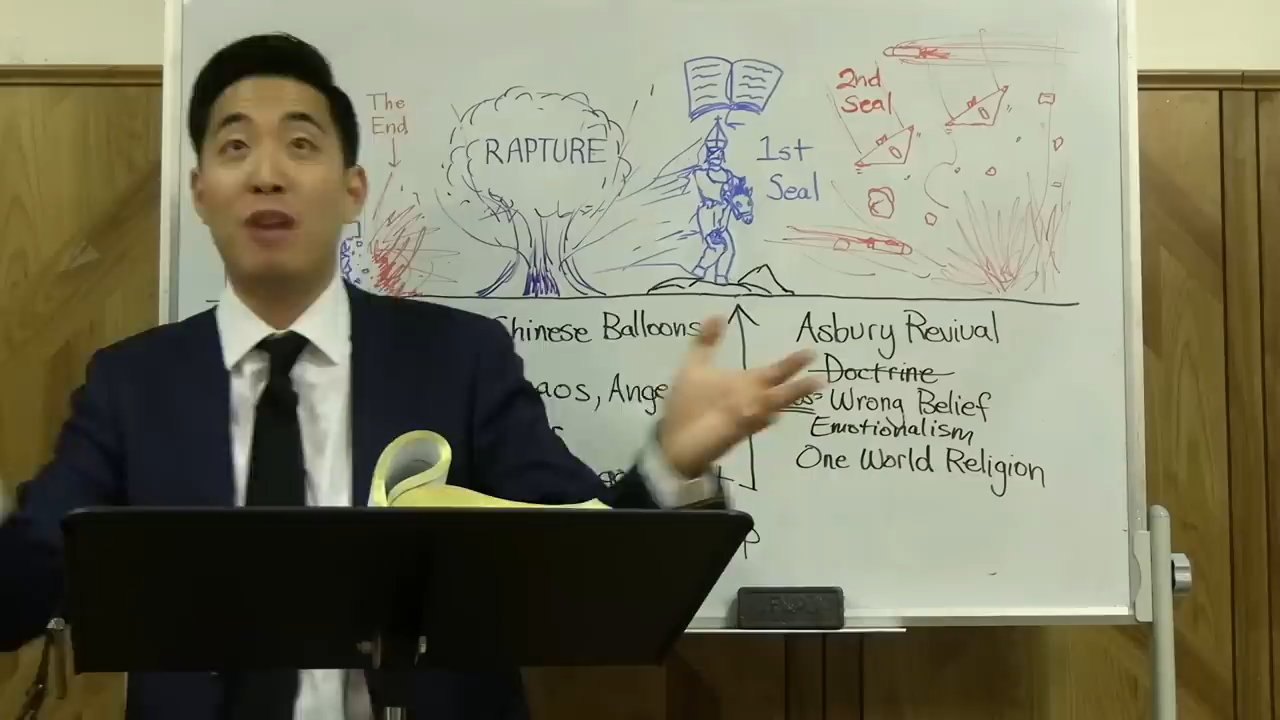 The
End
RAPTURE
1st
Seal
2nd
Seal
Chinese Balloons
Asbury Revival
Doctrine
Wrong Belief
Emotionalism
One World Religion